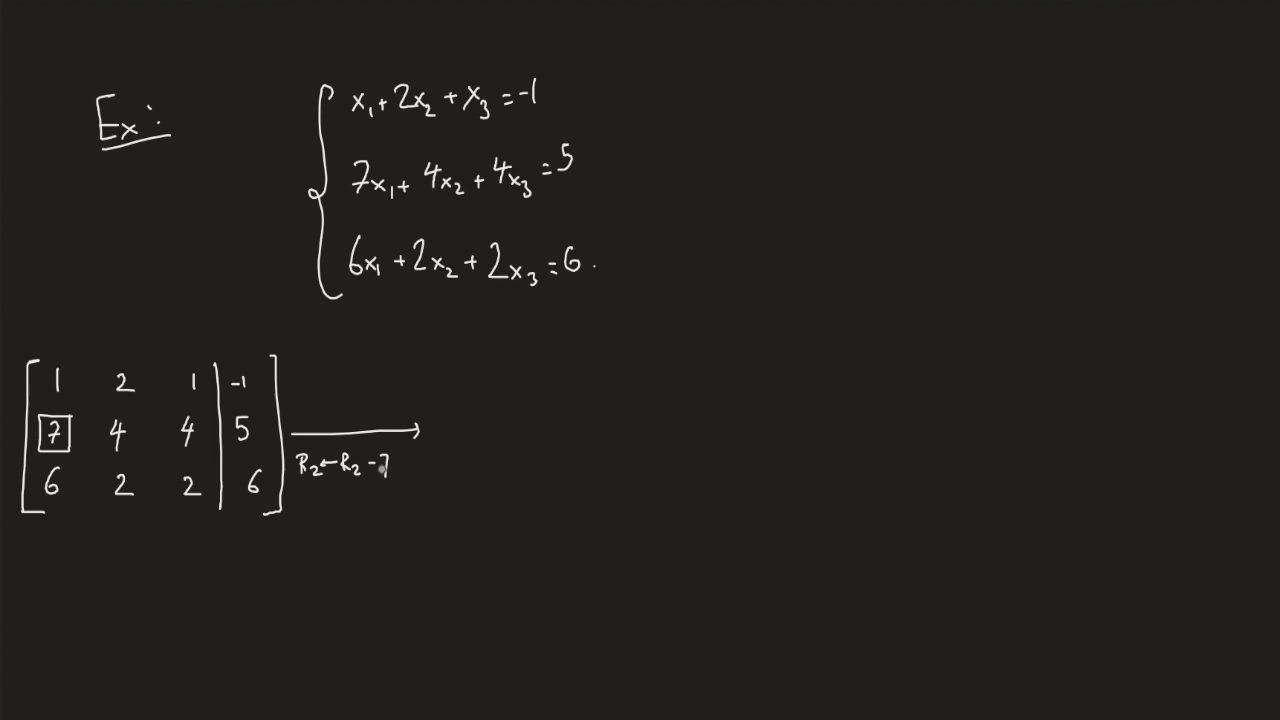 Ex:
x₁ + 2x₂ + x₃ = -1
7x₁ + 4x₂ + 4x₃ = 5
6x₁ + 2x₂ + 2x₃ = 6.
1 2 1 | -1
7 4 4 | 5
6 2 2 | 6
R₂ ← R₂ - 7